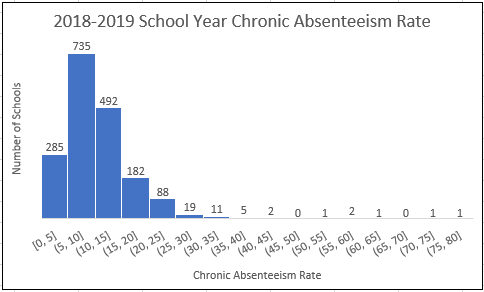 2018-2019 School Year Chronic Absenteeism Rate
Number of Schools
285 735 492 182 88 19 11 5 2 0 1 2 1 0 1 1
[0, 5] (5, 10] (10, 15] (15, 20] (20, 25] (25, 30] (30, 35] (35, 40] (40, 45] (45, 50] (50, 55] (55, 60] (60, 65] (65, 70] (70, 75] (75, 80]
Chronic Absenteeism Rate